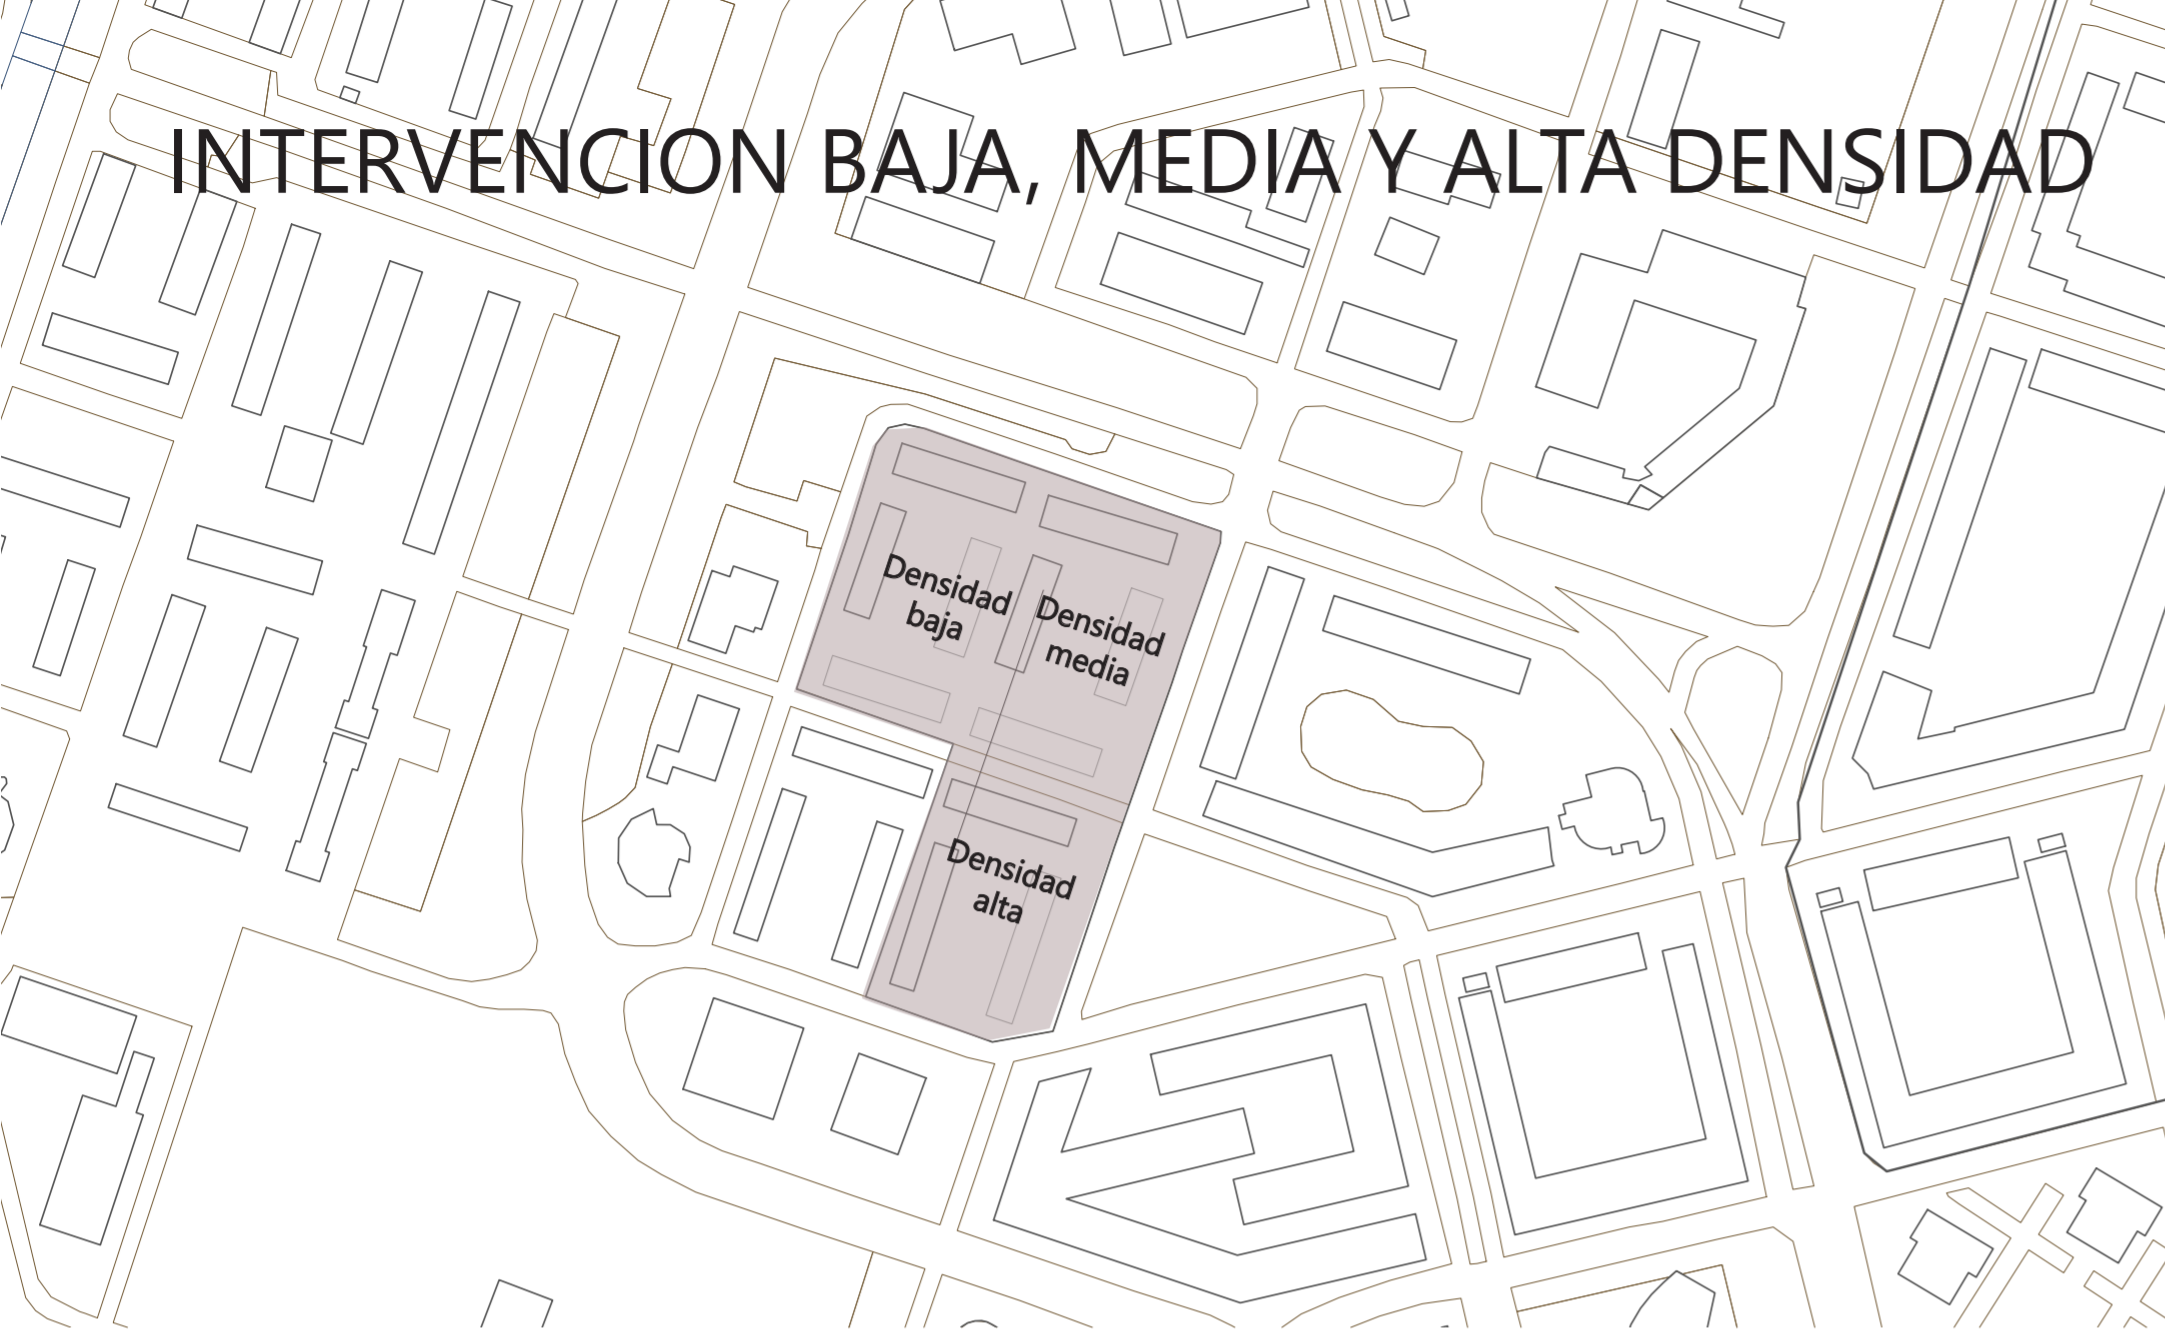 INTERVENCION BAJA, MEDIA Y ALTA DENSIDAD
Densidad
baja
Densidad
media
Densidad
alta